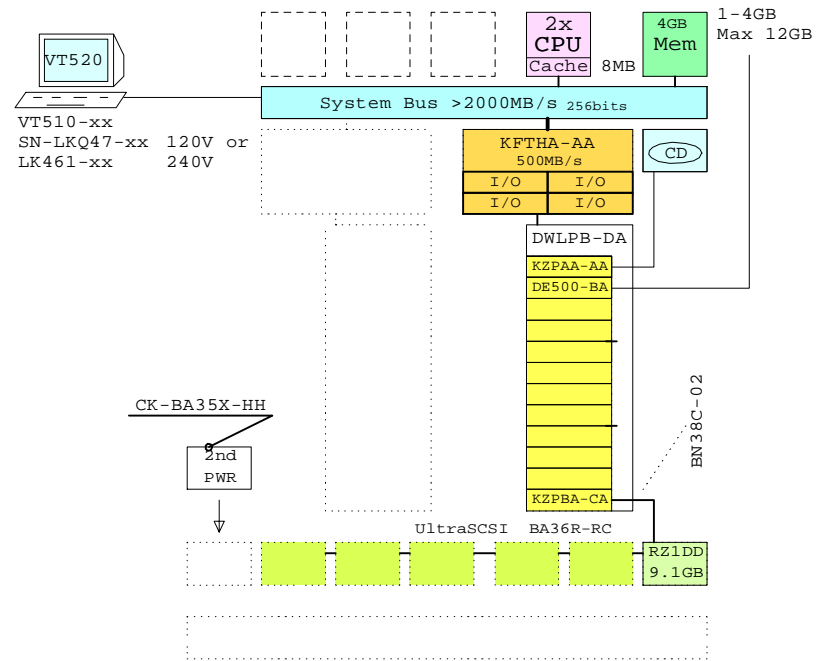 VT520
2x
CPU
Cache 8MB
4GB
Mem
1-4GB
Max 12GB
System Bus >2000MB/s 256bits
VT510-xx
SN-LKQ47-xx 120V or
LK461-xx 240V
KFTHA-AA
500MB/s
I/O I/O
I/O I/O
CD
DWLPB-DA
KZPAA-AA
DE500-BA
BN38C-02
CK-BA35X-HH
2nd
PWR
KZPBA-CA
UltraSCSI BA36R-RC
RZ1DD
9.1GB